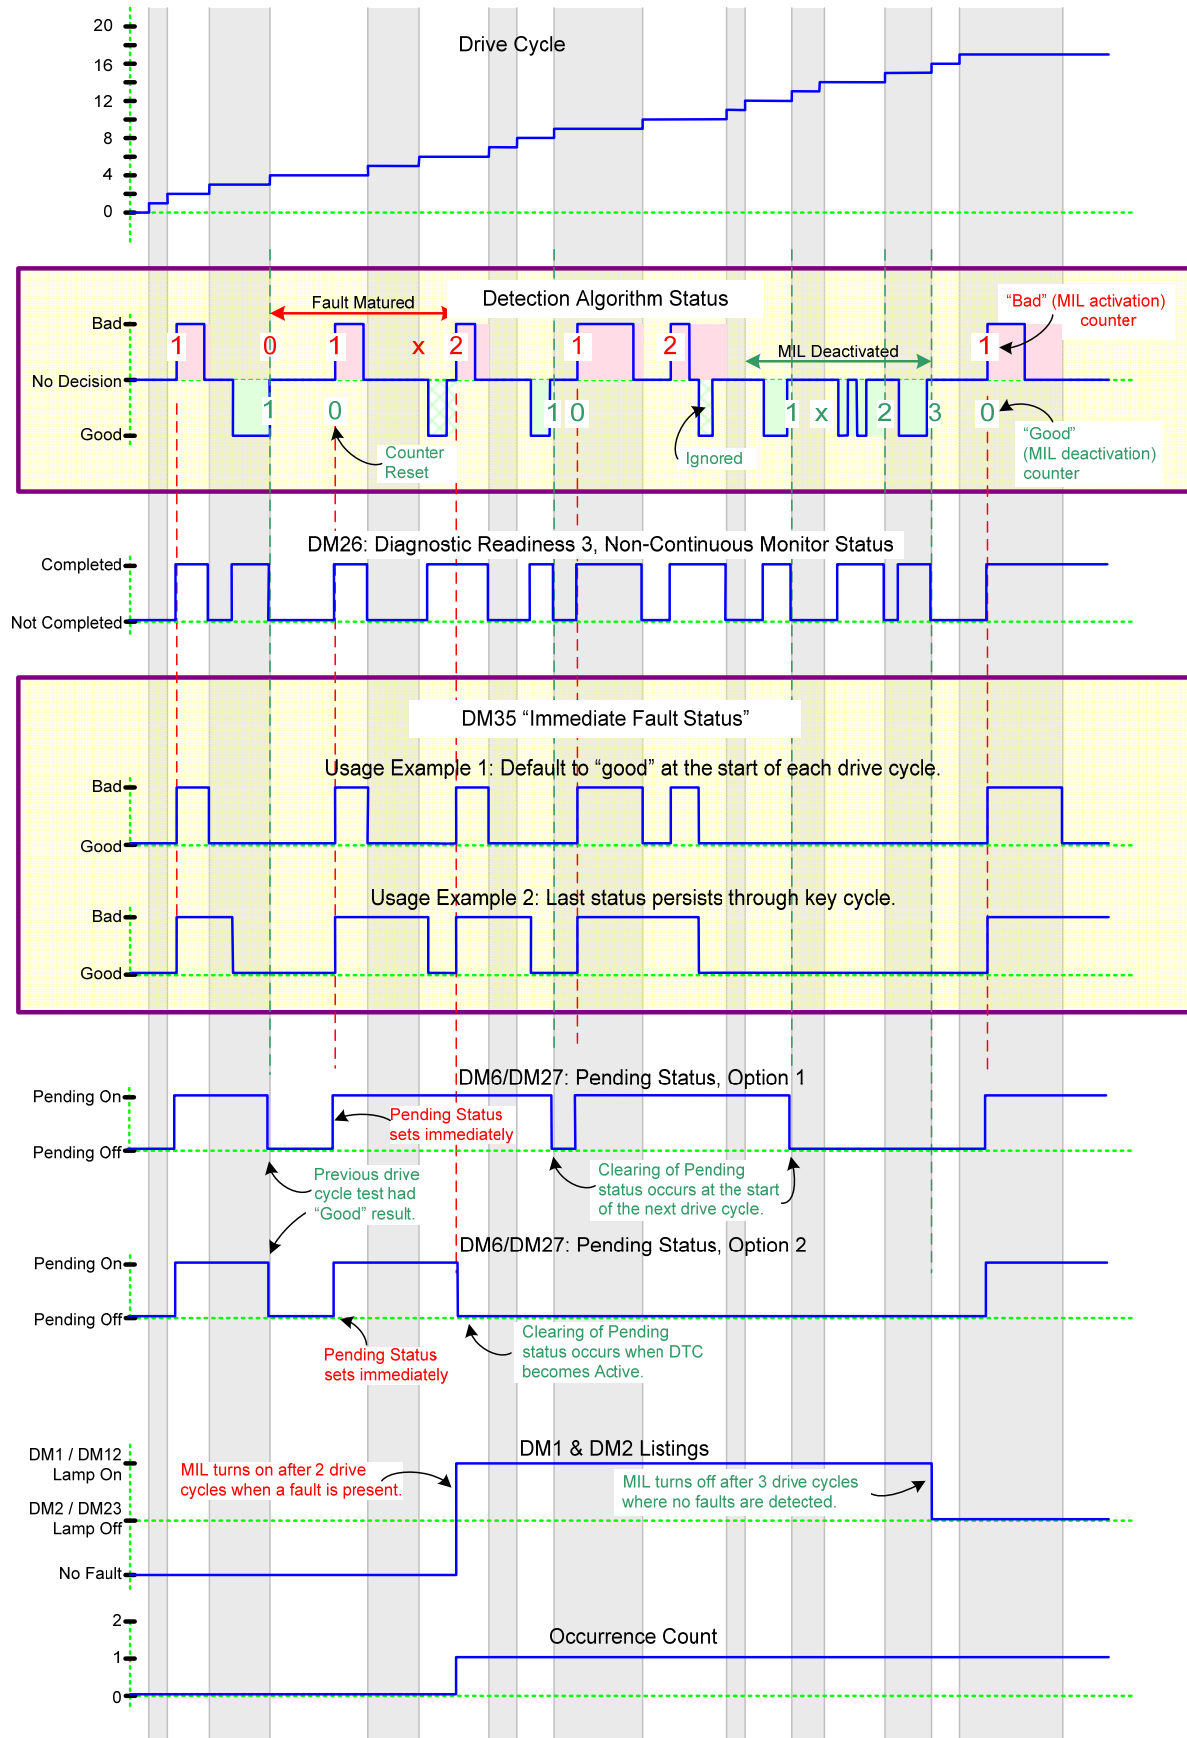 Drive Cycle
20
16
12
8
4
0
Detection Algorithm Status
Fault Matured
MIL Deactivated
“Bad” (MIL activation)
counter
Bad
No Decision
Good
1 0 1 x 2 1 2 1
1 0 1 0 1 x 2 3 0
Counter
Reset
Ignored
“Good”
(MIL deactivation)
counter
DM26: Diagnostic Readiness 3, Non-Continuous Monitor Status
Completed
Not Completed
DM35 “Immediate Fault Status”
Usage Example 1: Default to “good” at the start of each drive cycle.
Bad
Good
Usage Example 2: Last status persists through key cycle.
Bad
Good
DM6/DM27: Pending Status, Option 1
Pending On
Pending Off
Pending Status
sets immediately
Previous drive
cycle test had
“Good” result.
Clearing of Pending
status occurs at the start
of the next drive cycle.
DM6/DM27: Pending Status, Option 2
Pending On
Pending Off
Pending Status
sets immediately
Clearing of Pending
status occurs when DTC
becomes Active.
DM1 & DM2 Listings
DM1 / DM12
Lamp On
DM2 / DM23
Lamp Off
No Fault
MIL turns on after 2 drive
cycles when a fault is present.
MIL turns off after 3 drive cycles
where no faults are detected.
Occurrence Count
2
1
0